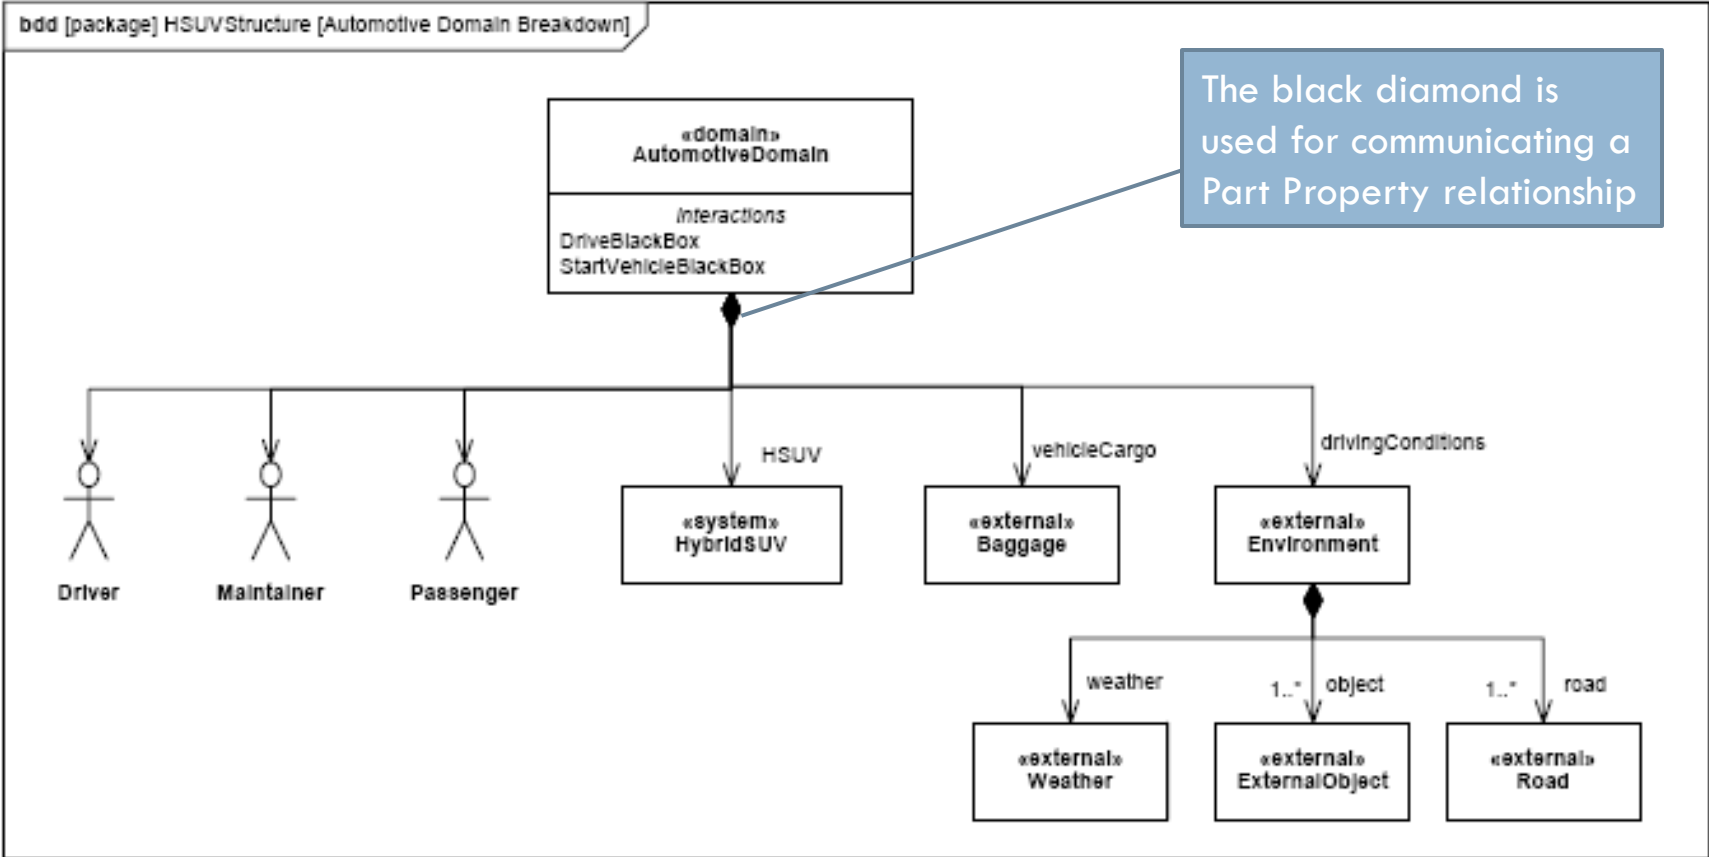 bdd [package] HSUVStructure [Automotive Domain Breakdown]
The black diamond is
used for communicating a
Part Property relationship
«domain»
AutomotiveDomain
Interactions
DriveBlackBox
StartVehicleBlackBox
HSUV
vehicleCargo
drivingConditions
«system»
HybridSUV
«external»
Baggage
«external»
Environment
Driver
Maintainer
Passenger
weather
1..*
object
1..*
road
«external»
Weather
«external»
ExternalObject
«external»
Road